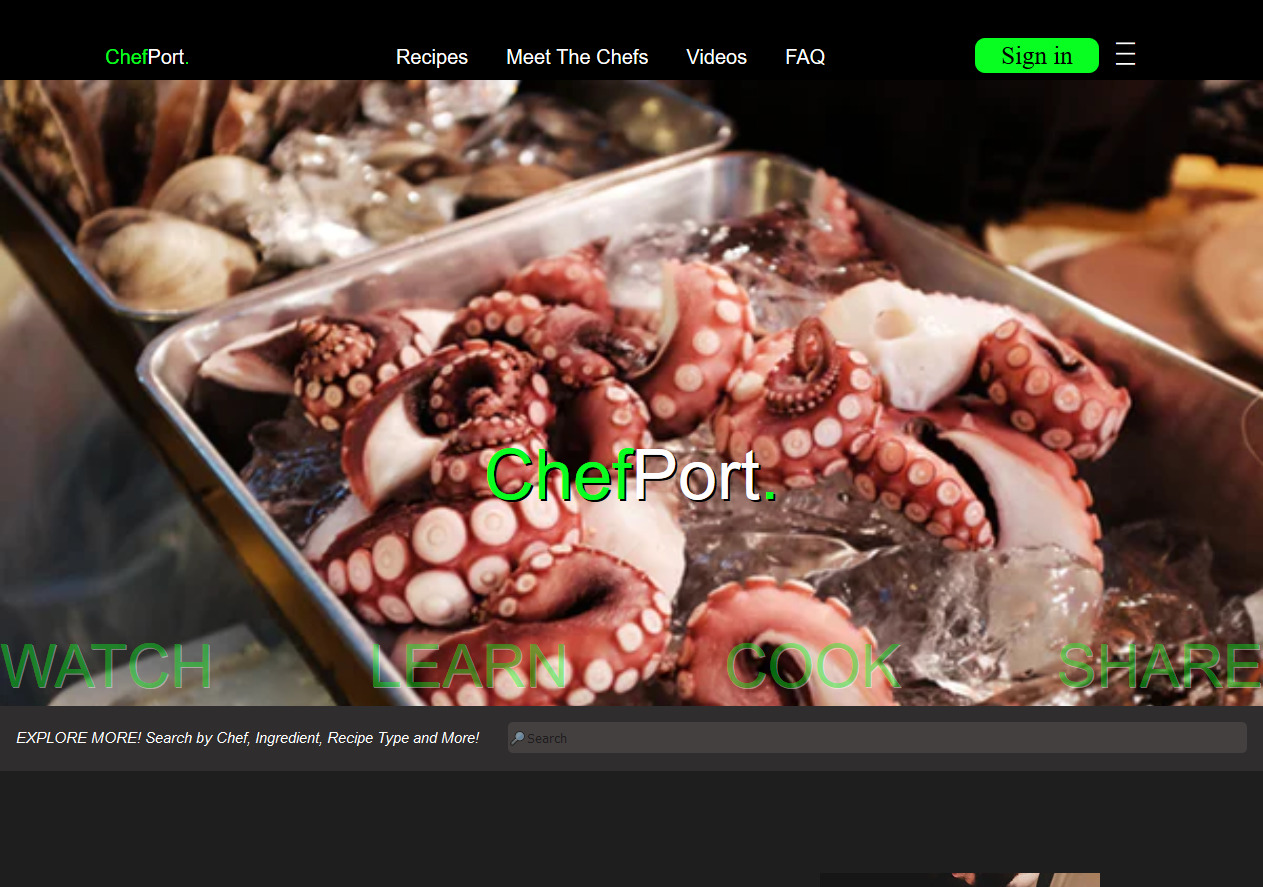 ChefPort.
Recipes
Meet The Chefs
Videos
FAQ
Sign in
ChefPort.
WATCH
LEARN
COOK
SHARE
EXPLORE MORE! Search by Chef, Ingredient, Recipe Type and More!
🔎Search